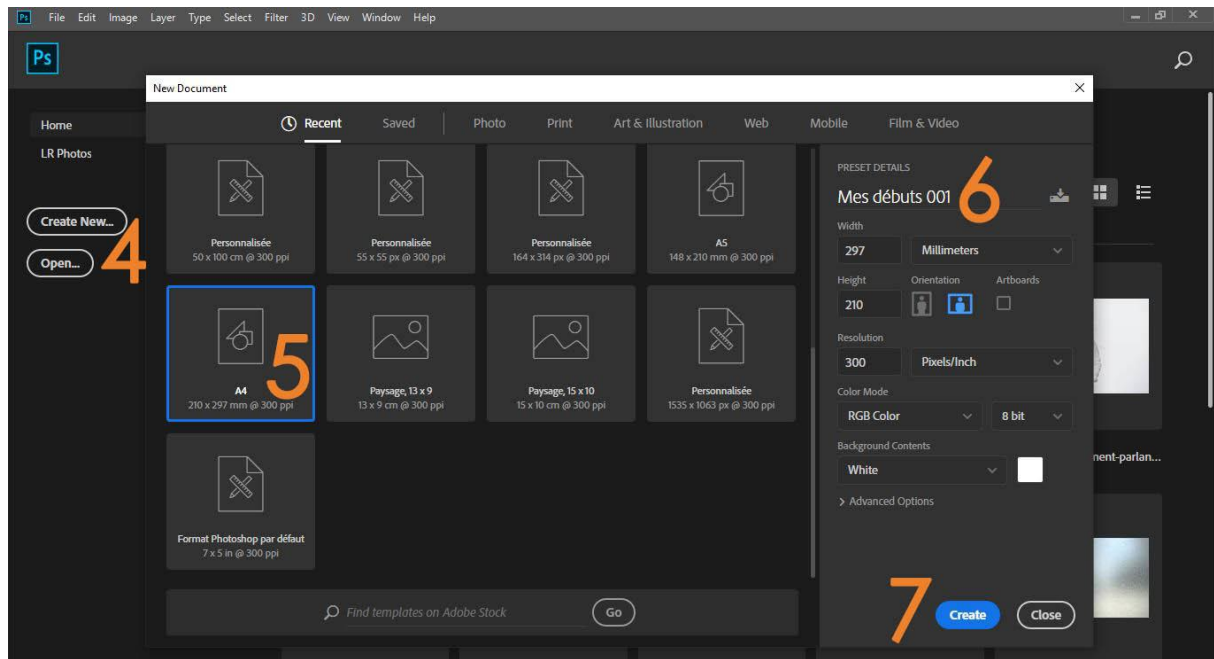 Ps File Edit Image Layer Type Select Filter 3D View Window Help
Ps
Home
LR Photos
Create New...
4
Open...
New Document
Recent Saved Photo Print Art & Illustration Web Mobile Film & Video
Personnalisée
50 x 100 cm @ 300 ppi
Personnalisée
55 x 55 px @ 300 ppi
Personnalisée
164 x 314 px @ 300 ppi
A5
148 x 210 mm @ 300 ppi
5
A4
210 x 297 mm @ 300 ppi
Paysage, 13 x 9
13 x 9 cm @ 300 ppi
Paysage, 15 x 10
15 x 10 cm @ 300 ppi
Personnalisée
1535 x 1063 px @ 300 ppi
Format Photoshop par défaut
7 x 5 in @ 300 ppi
Find templates on Adobe Stock Go
PRESET DETAILS
Mes débuts 001 6
Width
297 Millimeters
Height Orientation Artboards
210
Resolution
300 Pixels/Inch
Color Mode
RGB Color 8 bit
Background Contents
White
> Advanced Options
7 Create Close
ment-parlan...